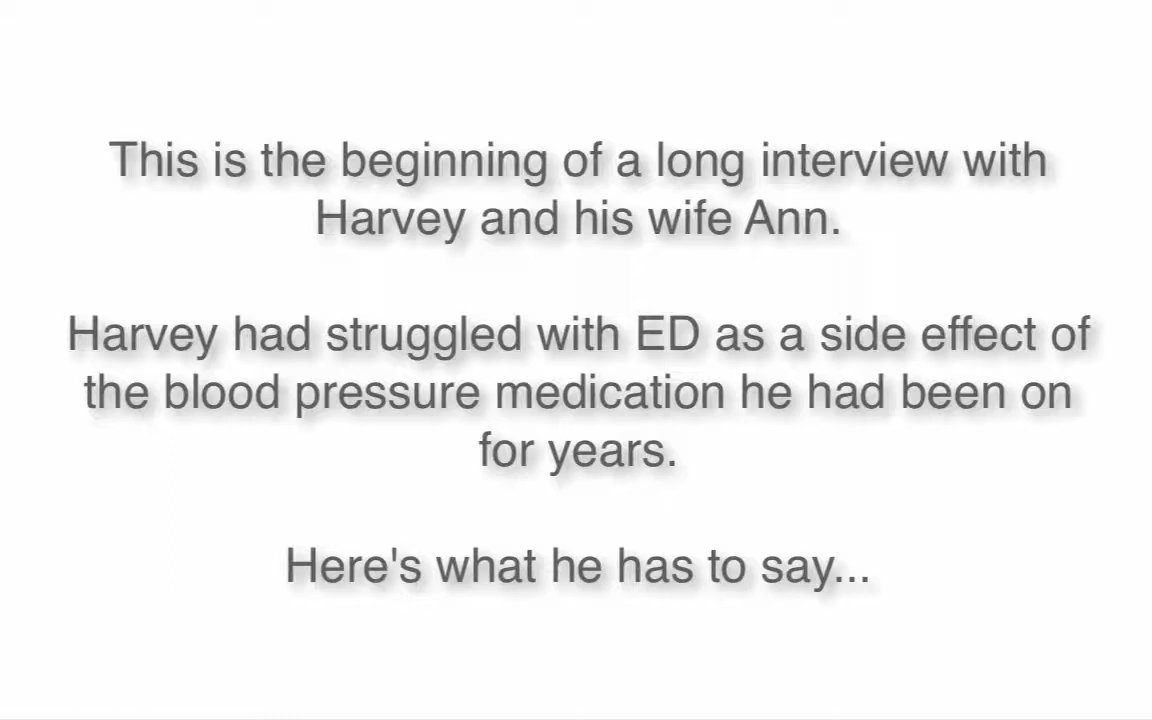 This is the beginning of a long interview with
Harvey and his wife Ann.
Harvey had struggled with ED as a side effect of
the blood pressure medication he had been on
for years.
Here's what he has to say...